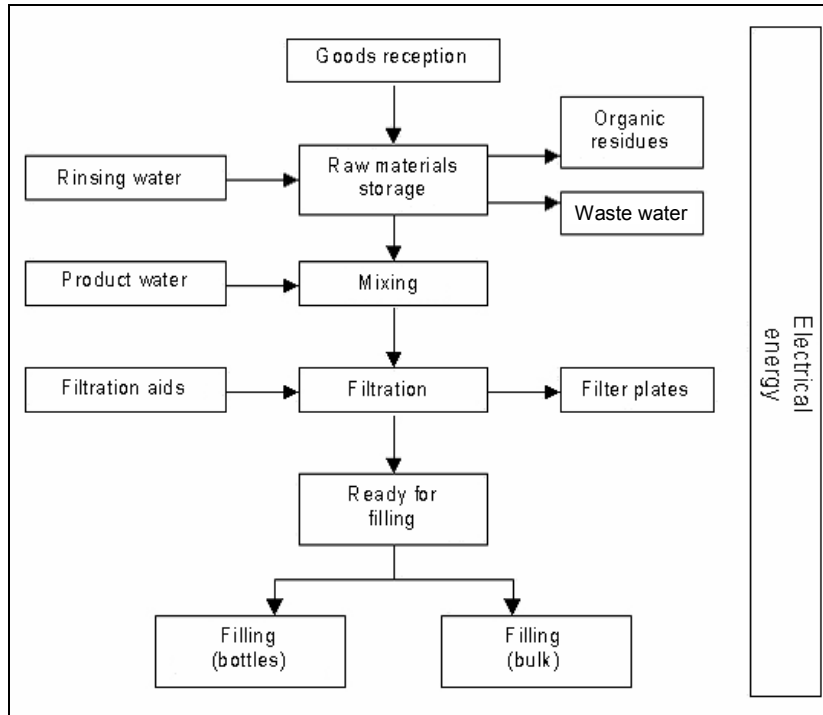 Goods reception
Organic
residues
Rinsing water
Raw materials
storage
Waste water
Product water
Mixing
Filtration aids
Filtration
Filter plates
Ready for
filling
Filling
(bottles)
Filling
(bulk)
Electrical
energy